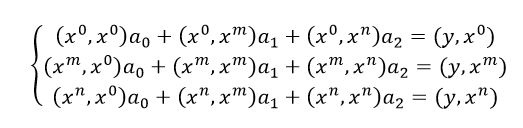 (x⁰, x⁰)a₀ + (x⁰, xᵐ)a₁ + (x⁰, xⁿ)a₂ = (y, x⁰)
(xᵐ, x⁰)a₀ + (xᵐ, xᵐ)a₁ + (xᵐ, xⁿ)a₂ = (y, xᵐ)
(xⁿ, x⁰)a₀ + (xⁿ, xᵐ)a₁ + (xⁿ, xⁿ)a₂ = (y, xⁿ)